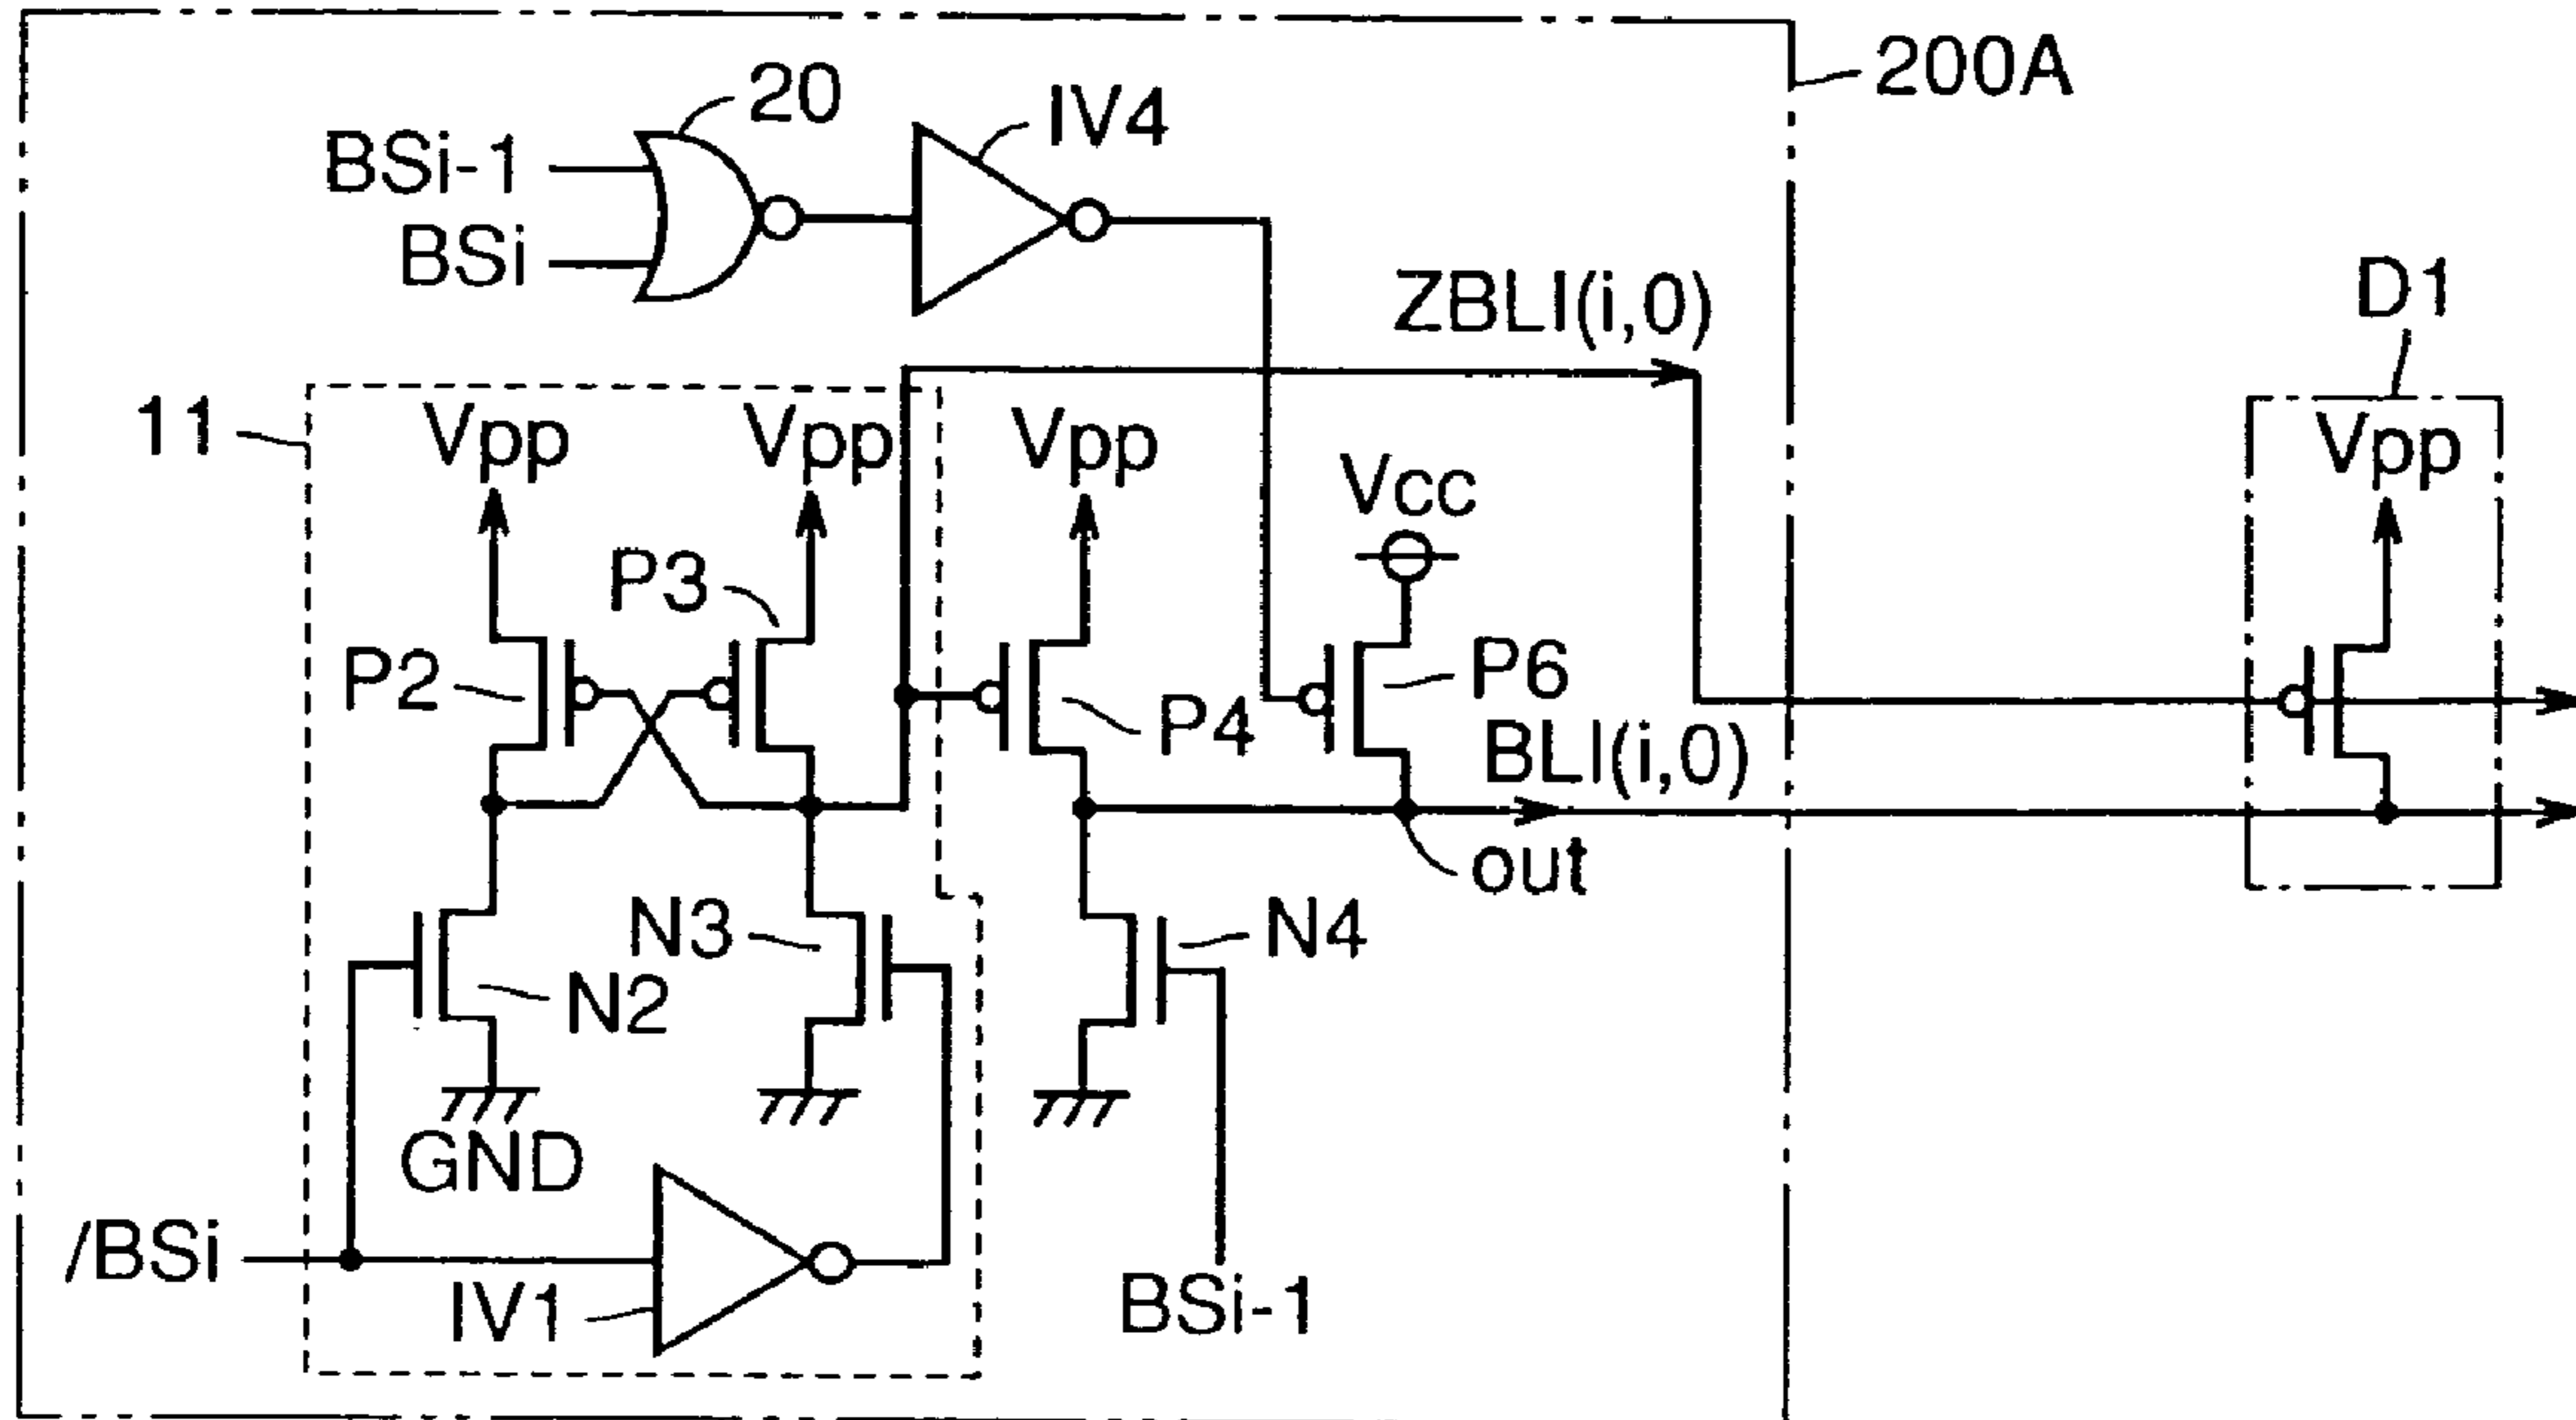 200A
20
IV4
BSi-1
BSi
ZBLI(i,0)
D1
11
Vpp
Vpp
Vpp
Vcc
Vpp
P3
P2
P4
P6
BLI(i,0)
out
N3
N4
N2
GND
/BSi
IV1
BSi-1